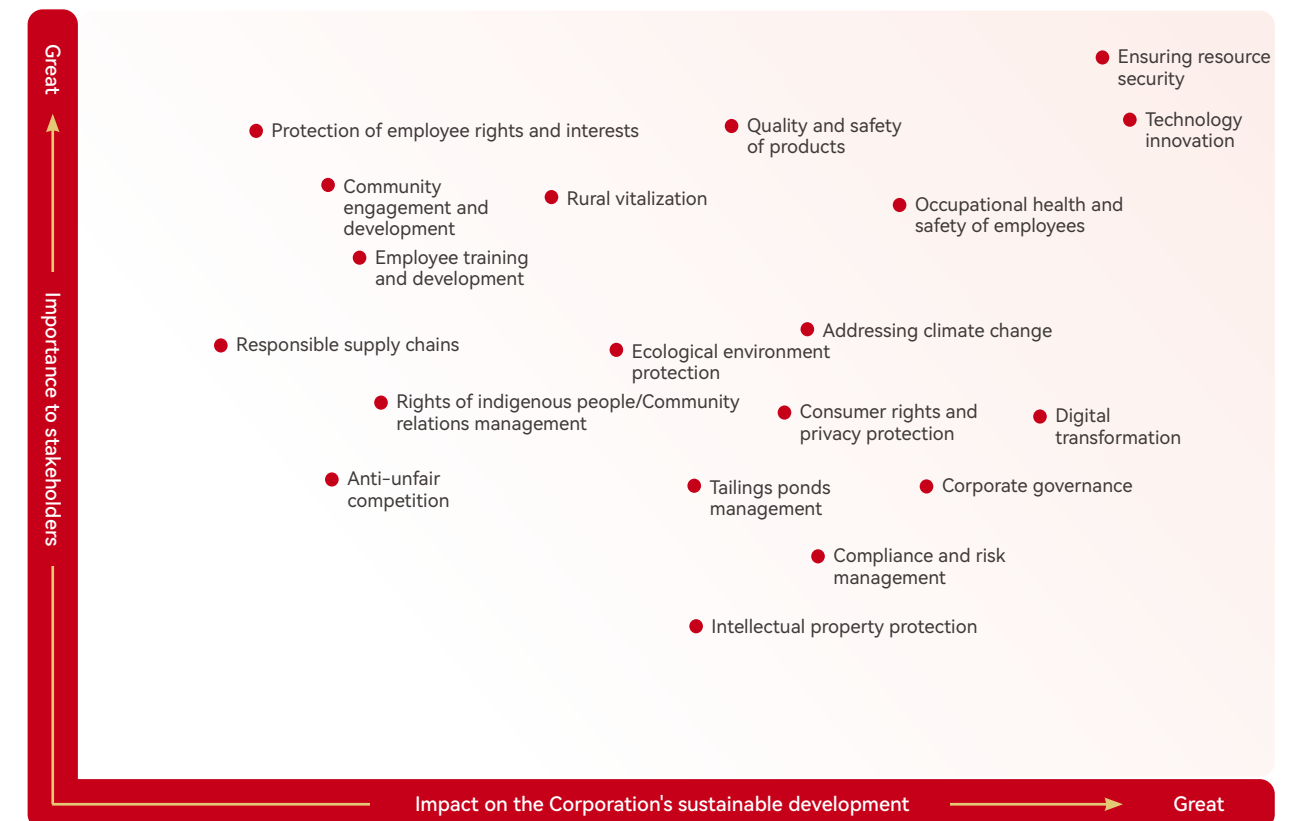 Great
Importance to stakeholders
Ensuring resource
security
Technology
innovation
Protection of employee rights and interests
Quality and safety
of products
Community
engagement and
development
Rural vitalization
Occupational health and
safety of employees
Employee training
and development
Responsible supply chains
Addressing climate change
Ecological environment
protection
Rights of indigenous people/Community
relations management
Consumer rights and
privacy protection
Digital
transformation
Anti-unfair
competition
Tailings ponds
management
Corporate governance
Compliance and risk
management
Intellectual property protection
Impact on the Corporation's sustainable development
Great